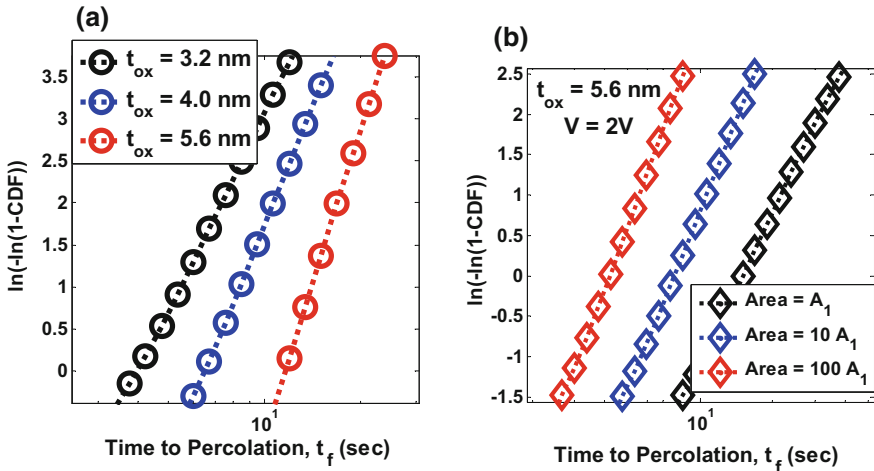 (a)
t_ox = 3.2 nm
t_ox = 4.0 nm
t_ox = 5.6 nm
3.5
3
2.5
2
1.5
1
0.5
0
ln(-ln(1-CDF))
10^1
Time to Percolation, t_f (sec)
(b)
t_ox = 5.6 nm
V = 2V
2.5
2.0
1.5
1.0
0.5
0
-0.5
-1
-1.5
ln(-ln(1-CDF))
Area = A_1
Area = 10 A_1
Area = 100 A_1
10^1
Time to Percolation, t_f (sec)